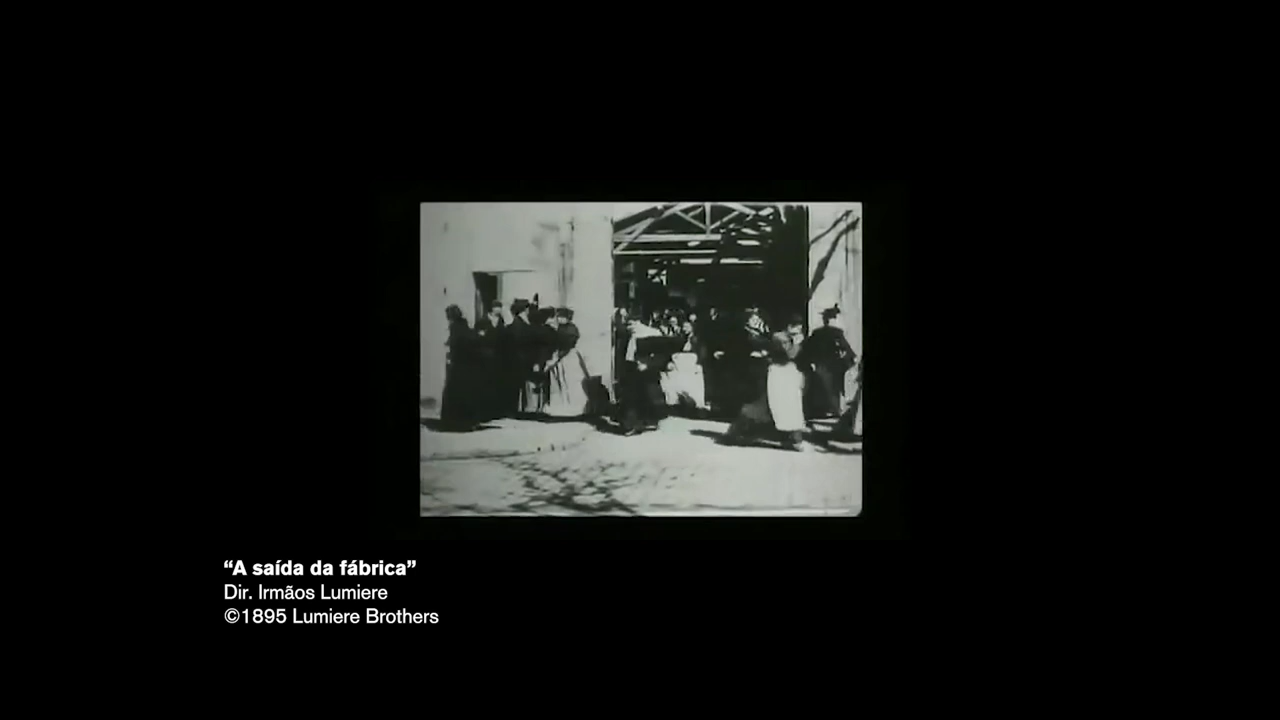 “A saída da fábrica”
Dir. Irmãos Lumiere
©1895 Lumiere Brothers